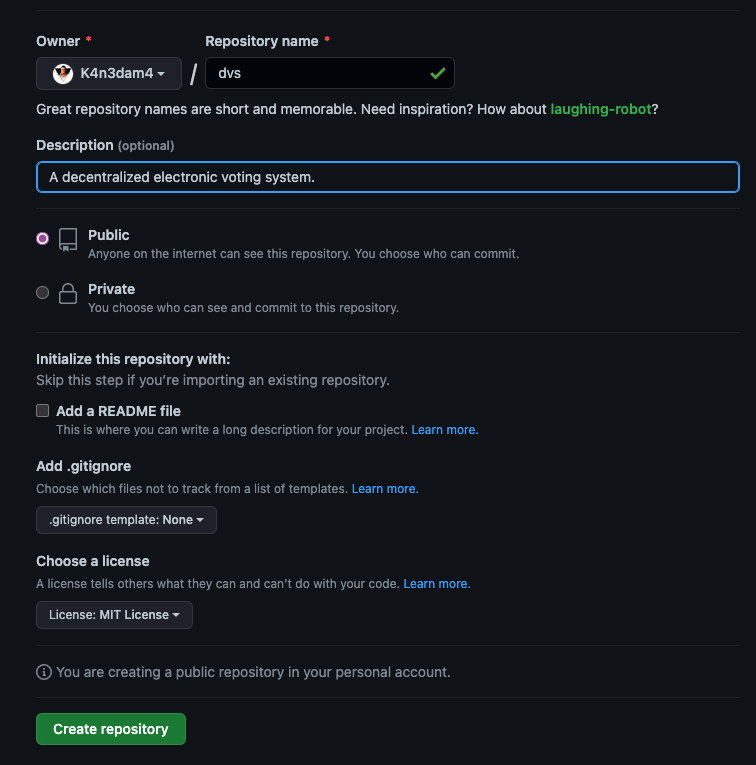 Owner * Repository name *
K4n3dam4 / dvs
Great repository names are short and memorable. Need inspiration? How about laughing-robot?
Description (optional)
A decentralized electronic voting system.
Public
Anyone on the internet can see this repository. You choose who can commit.
Private
You choose who can see and commit to this repository.
Initialize this repository with:
Skip this step if you’re importing an existing repository.
Add a README file
This is where you can write a long description for your project. Learn more.
Add .gitignore
Choose which files not to track from a list of templates. Learn more.
.gitignore template: None
Choose a license
A license tells others what they can and can't do with your code. Learn more.
License: MIT License
You are creating a public repository in your personal account.
Create repository